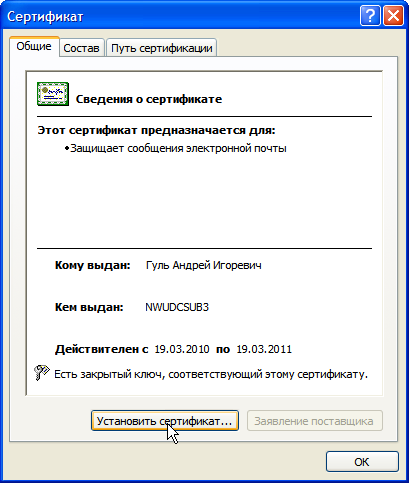 Сертификат
Общие Состав Путь сертификации
Сведения о сертификате
Этот сертификат предназначается для:
•Защищает сообщения электронной почты
Кому выдан: Гуль Андрей Игоревич
Кем выдан: NWUDCSUB3
Действителен с 19.03.2010 по 19.03.2011
Есть закрытый ключ, соответствующий этому сертификату.
Установить сертификат... Заявление поставщика
ОК